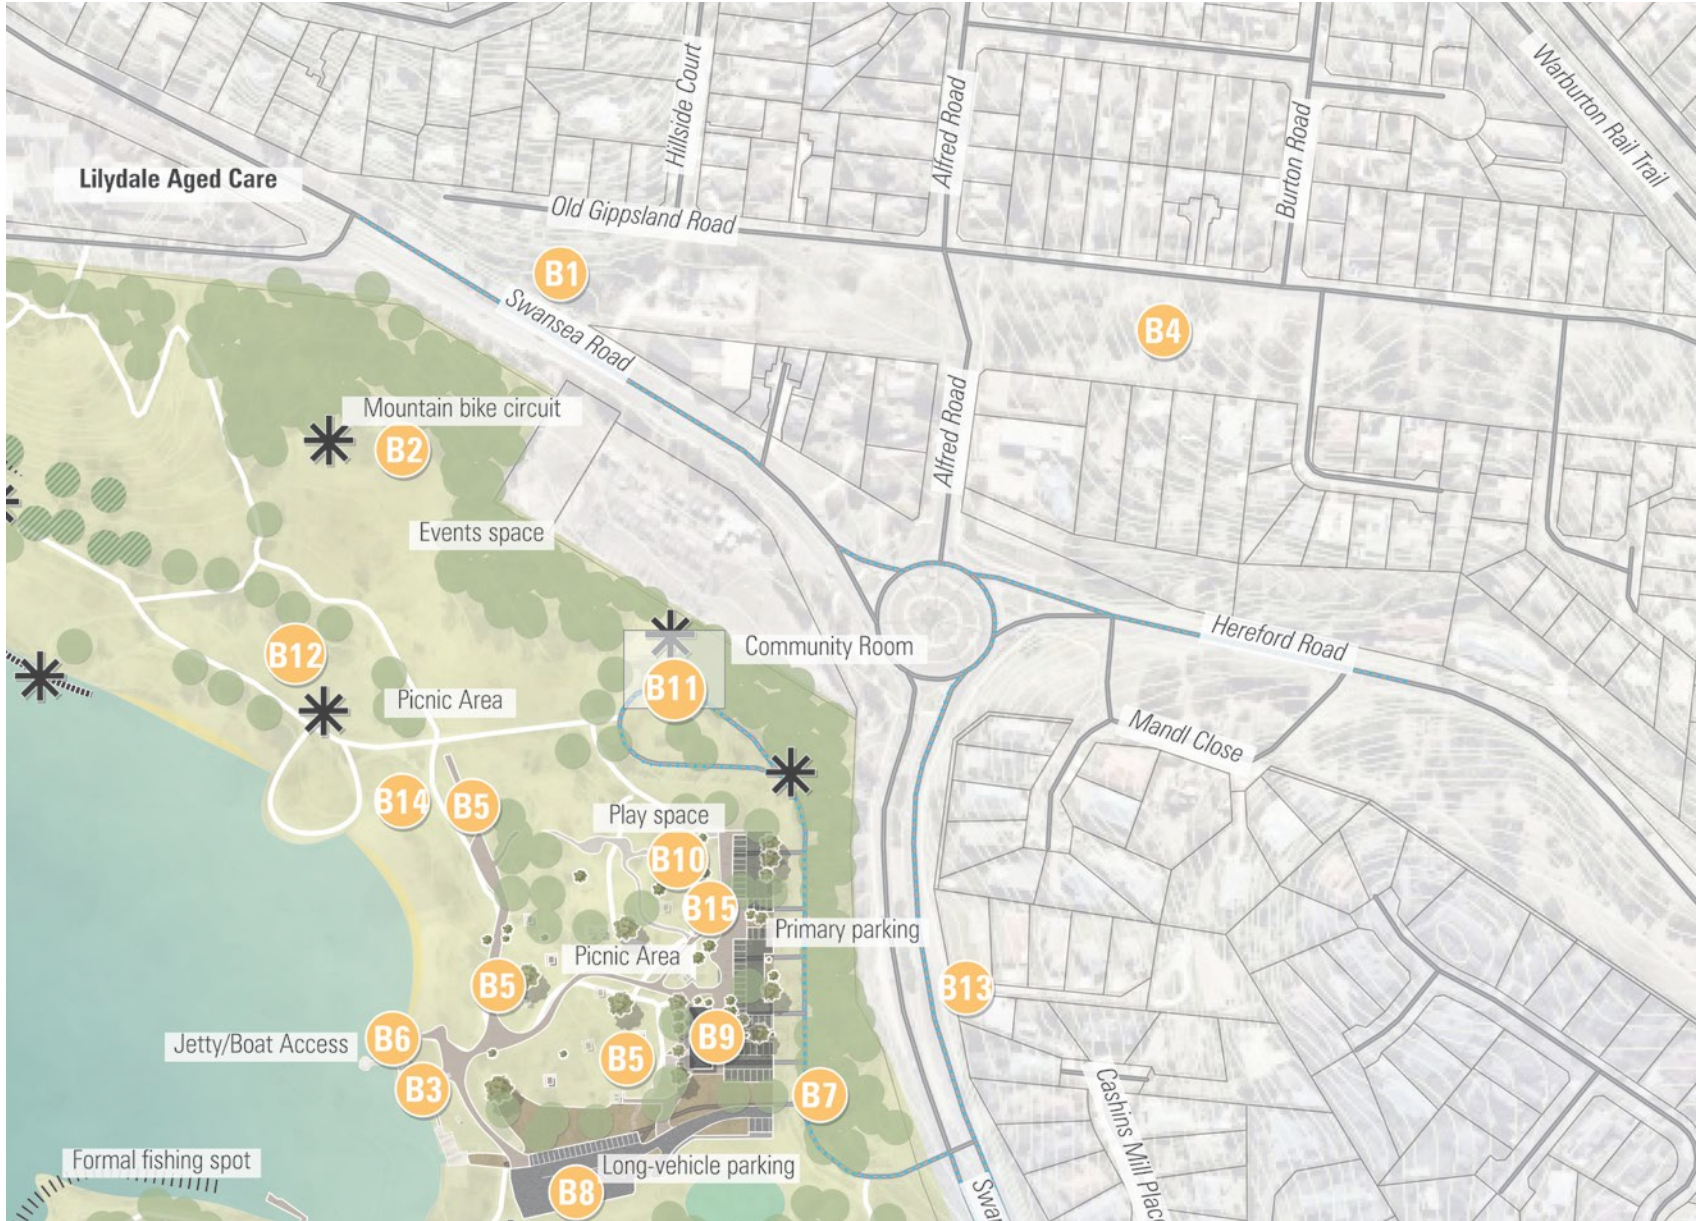 Hillside Court
Alfred Road
Burton Road
Warburton Rail Trail
Lilydale Aged Care
Old Gippsland Road
B1
Swansea Road
B4
Mountain bike circuit
B2
Alfred Road
Events space
B12
Community Room
Hereford Road
B11
Picnic Area
Mandl Close
B14
B5
Play space
B10
B15
Primary parking
Picnic Area
B5
B13
B6
Jetty/Boat Access
B9
B5
B3
B7
Cashins Mill Place
Formal fishing spot
Long-vehicle parking
B8
Swa